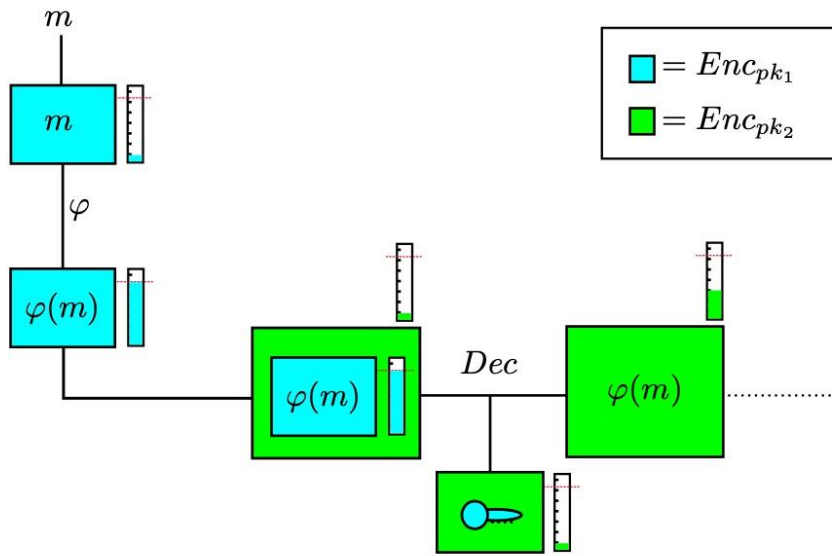 m
= Enc_{pk_1}
m
= Enc_{pk_2}
φ
φ(m)
φ(m)
Dec
φ(m)